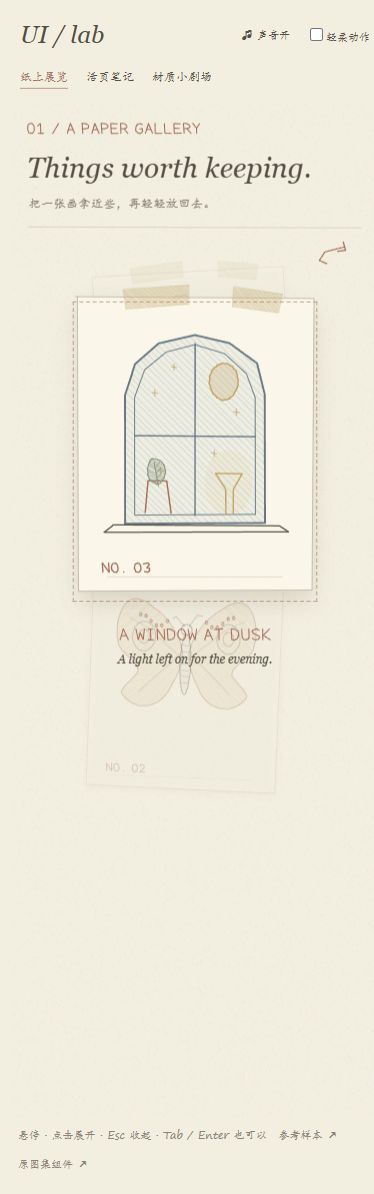 UI / lab
♫ 声音开
轻柔动作
纸上展览 活页笔记 材质小剧场
01 / A PAPER GALLERY
Things worth keeping.
把一张画拿近些，再轻轻放回去。
NO. 03
A WINDOW AT DUSK
A light left on for the evening.
NO. 02
悬停 · 点击展开 · Esc 收起 · Tab / Enter 也可以 参考样本 ↗
原图集组件 ↗